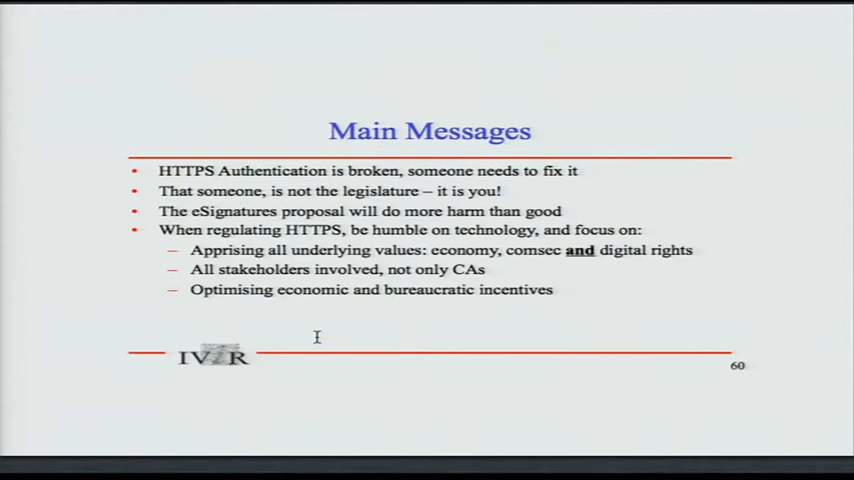 Main Messages
• HTTPS Authentication is broken, someone needs to fix it
• That someone, is not the legislature – it is you!
• The eSignatures proposal will do more harm than good
• When regulating HTTPS, be humble on technology, and focus on:
– Apprising all underlying values: economy, comsec and digital rights
– All stakeholders involved, not only CAs
– Optimising economic and bureaucratic incentives
IViR
60